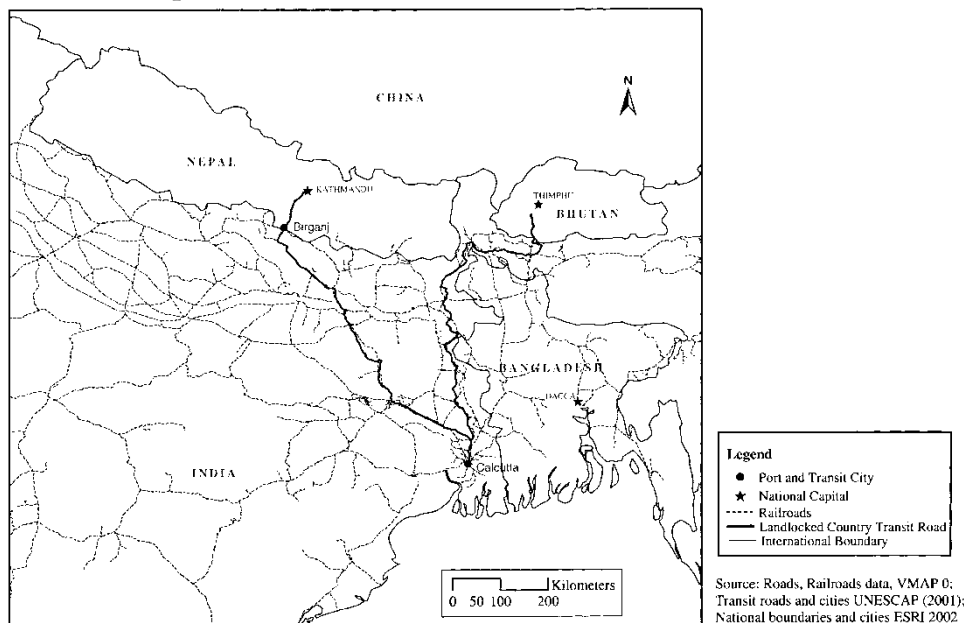 N
CHINA
NEPAL
KATHMANDU
THIMPHU
BHUTAN
Birganj
BANGLADESH
DACCA
INDIA
Calcutta
Kilometers
0 50 100 200
Legend
Port and Transit City
National Capital
Railroads
Landlocked Country Transit Road
International Boundary
Source: Roads, Railroads data, VMAP 0;
Transit roads and cities UNESCAP (2001);
National boundaries and cities ESRI 2002